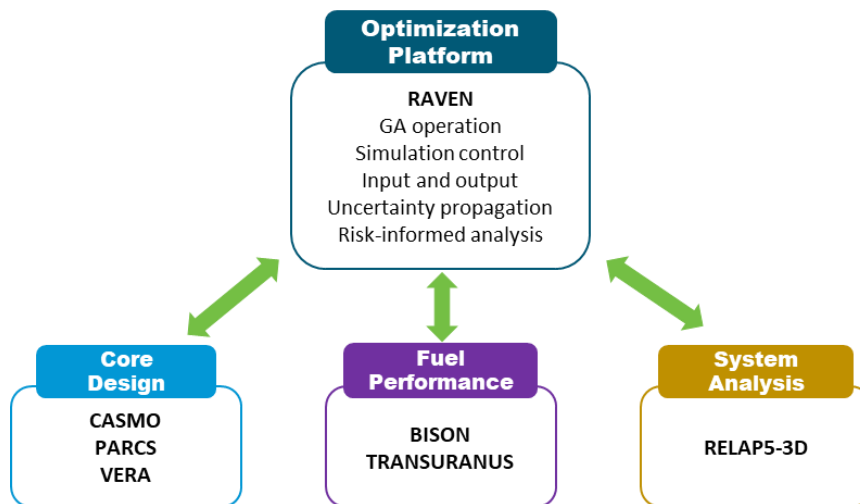 Optimization
Platform
RAVEN
GA operation
Simulation control
Input and output
Uncertainty propagation
Risk-informed analysis
Core
Design
CASMO
PARCS
VERA
Fuel
Performance
BISON
TRANSURANUS
System
Analysis
RELAP5-3D